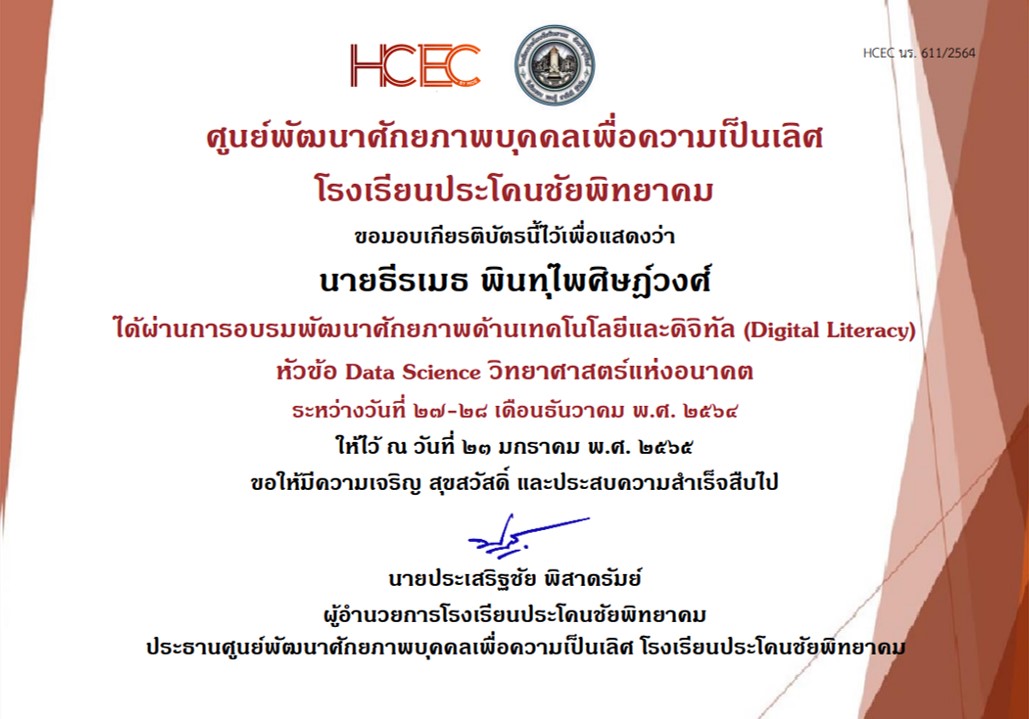 HCEC
HCEC นร. 611/2564
ศูนย์พัฒนาศักยภาพบุคคลเพื่อความเป็นเลิศ
โรงเรียนประโคนชัยพิทยาคม
ขอมอบเกียรติบัตรนี้ไว้เพื่อแสดงว่า
นายธีรเมธ พินทุไพศิษฎ์วงศ์
ได้ผ่านการอบรมพัฒนาศักยภาพด้านเทคโนโลยีและดิจิทัล (Digital Literacy)
หัวข้อ Data Science วิทยาศาสตร์แห่งอนาคต
ระหว่างวันที่ ๒๗-๒๘ เดือนธันวาคม พ.ศ. ๒๕๖๔
ให้ไว้ ณ วันที่ ๒๓ มกราคม พ.ศ. ๒๕๖๕
ขอให้มีความเจริญ สุขสวัสดิ์ และประสบความสำเร็จสืบไป
นายประเสริฐชัย พิสาดรัมย์
ผู้อำนวยการโรงเรียนประโคนชัยพิทยาคม
ประธานศูนย์พัฒนาศักยภาพบุคคลเพื่อความเป็นเลิศ โรงเรียนประโคนชัยพิทยาคม